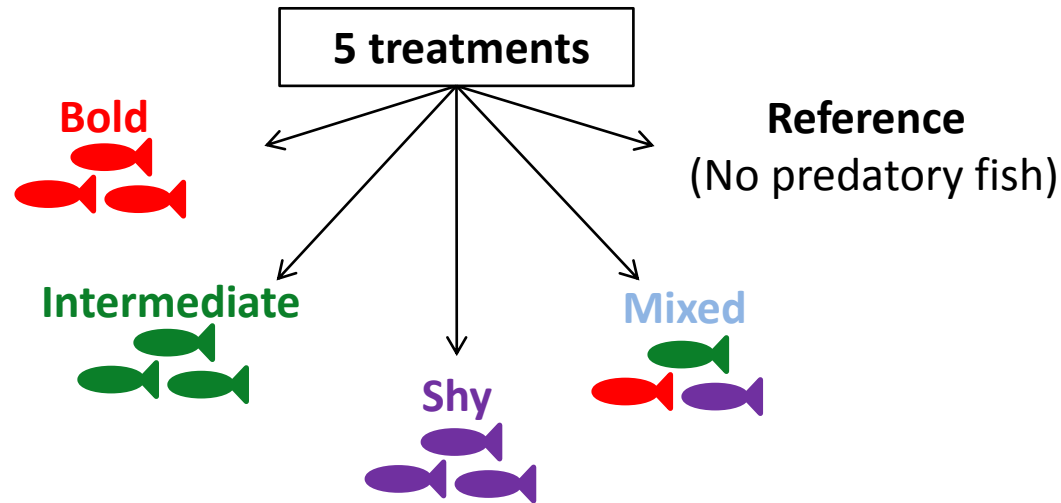 5 treatments
Bold
Reference
(No predatory fish)
Intermediate
Mixed
Shy